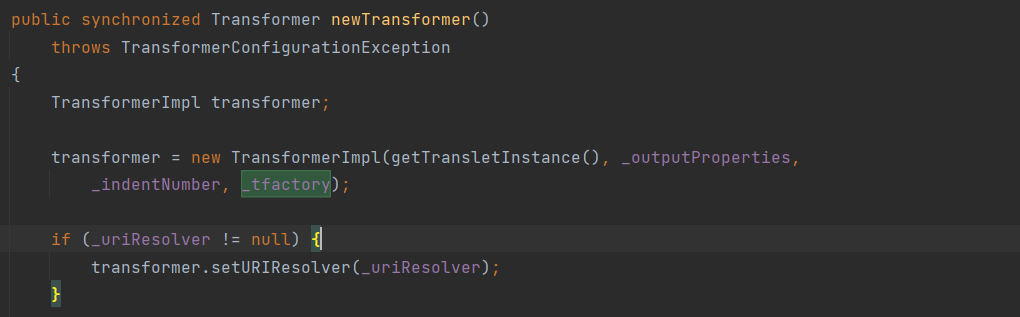 public synchronized Transformer newTransformer()
throws TransformerConfigurationException
{
TransformerImpl transformer;
transformer = new TransformerImpl(getTransletInstance(), _outputProperties,
_indentNumber, _tfactory);
if (_uriResolver != null) {
transformer.setURIResolver(_uriResolver);
}